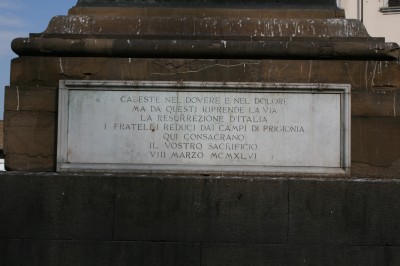 CADESTE NEL DOVERE E NEL DOLORE
MA DA QUESTI RIPRENDE LA VIA
LA RESURREZIONE D'ITALIA
I FRATELLI REDUCI DAI CAMPI DI PRIGIONIA
QUI CONSACRANO
IL VOSTRO SACRIFICIO
VIII MARZO MCMXLVI